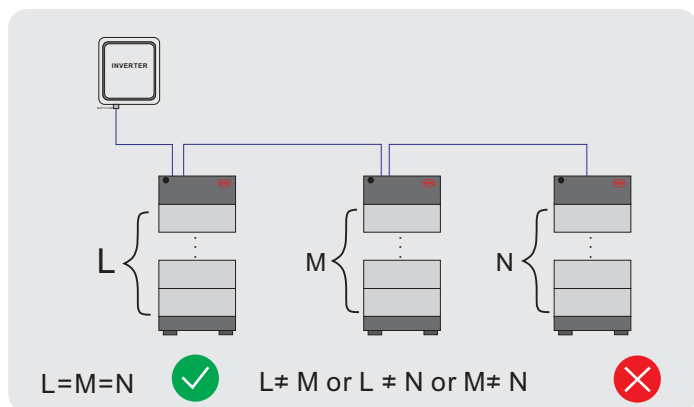 INVERTER
L
M
N
L=M=N
L≠ M or L ≠ N or M≠ N